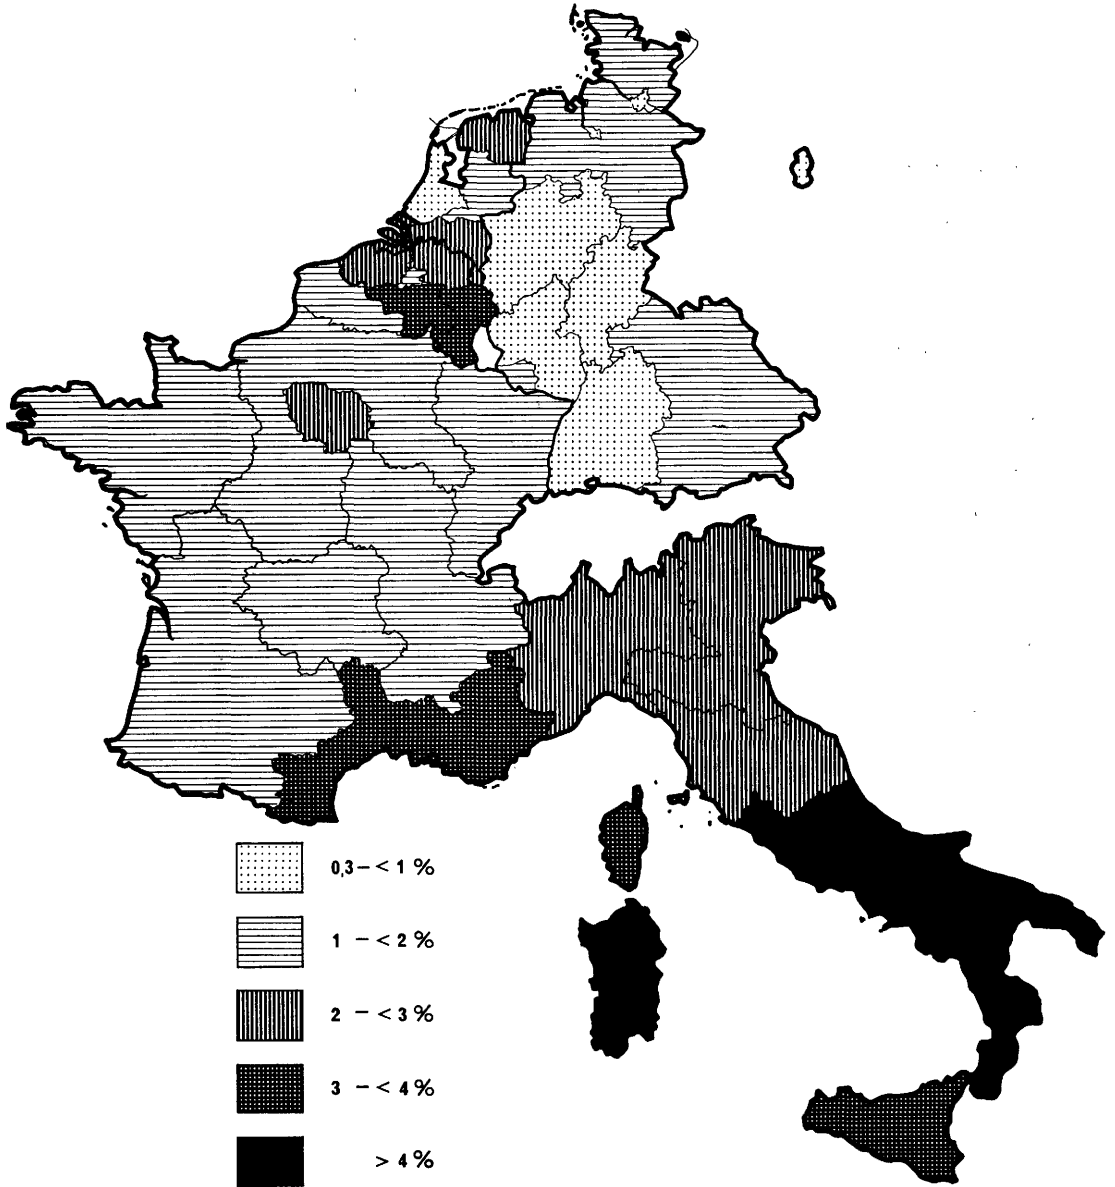 0,3 – < 1 %
1 – < 2 %
2 – < 3 %
3 – < 4 %
> 4 %